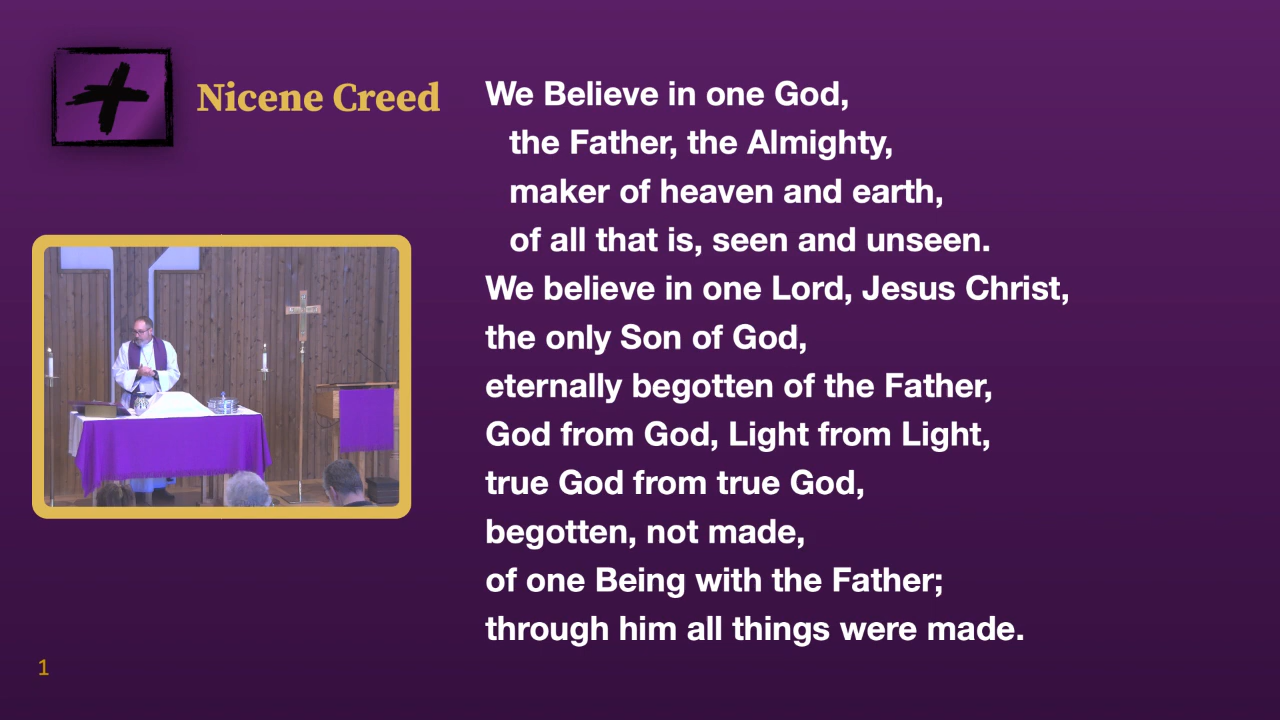 Nicene Creed
We Believe in one God,
the Father, the Almighty,
maker of heaven and earth,
of all that is, seen and unseen.
We believe in one Lord, Jesus Christ,
the only Son of God,
eternally begotten of the Father,
God from God, Light from Light,
true God from true God,
begotten, not made,
of one Being with the Father;
through him all things were made.
1